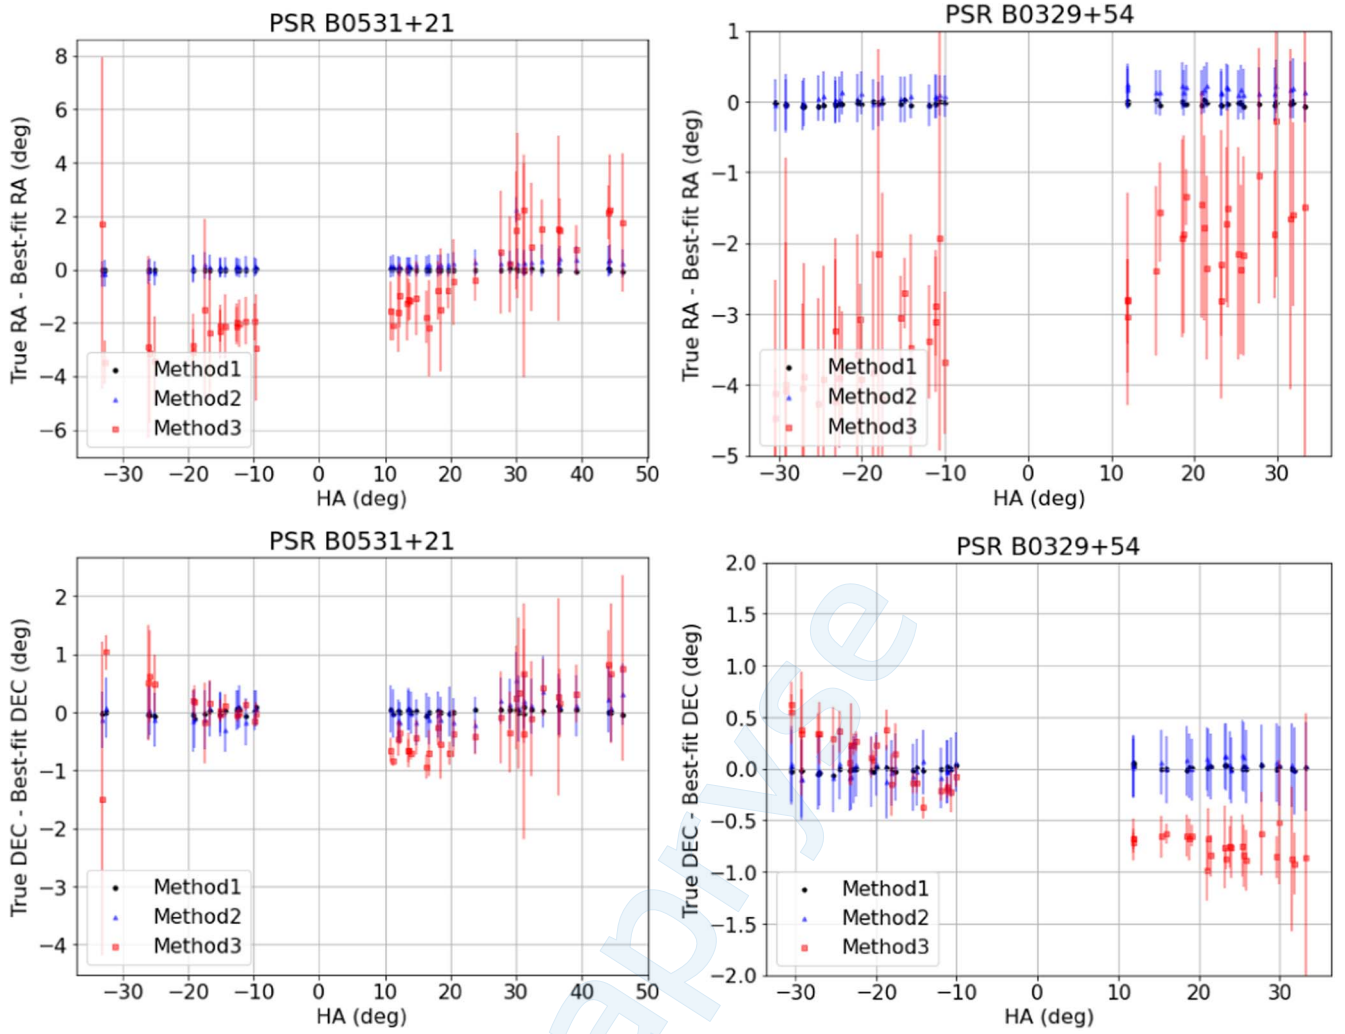 PSR B0531+21
True RA - Best-fit RA (deg)
8
6
4
2
0
−2
−4
−6
Method1
Method2
Method3
−30 −20 −10 0 10 20 30 40 50
HA (deg)
PSR B0329+54
True RA - Best-fit RA (deg)
1
0
−1
−2
−3
−4
−5
Method1
Method2
Method3
−30 −20 −10 0 10 20 30
HA (deg)
PSR B0531+21
True DEC - Best-fit DEC (deg)
2
1
0
−1
−2
−3
−4
Method1
Method2
Method3
−30 −20 −10 0 10 20 30 40 50
HA (deg)
PSR B0329+54
True DEC - Best-fit DEC (deg)
2.0
1.5
1.0
0.5
0.0
−0.5
−1.0
−1.5
−2.0
Method1
Method2
Method3
−30 −20 −10 0 10 20 30
HA (deg)
apryse